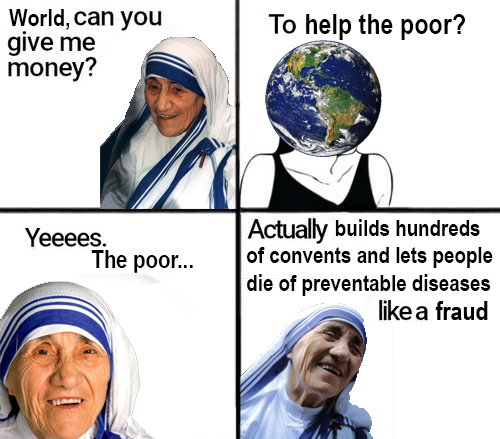 World, can you
give me
money?
To help the poor?
Yeeees.
The poor...
Actually builds hundreds
of convents and lets people
die of preventable diseases
like a fraud